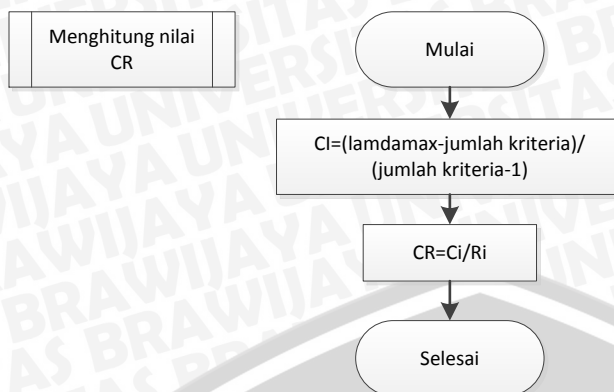 Menghitung nilai
CR
Mulai
CI=(lamdamax-jumlah kriteria)/
(jumlah kriteria-1)
CR=Ci/Ri
Selesai